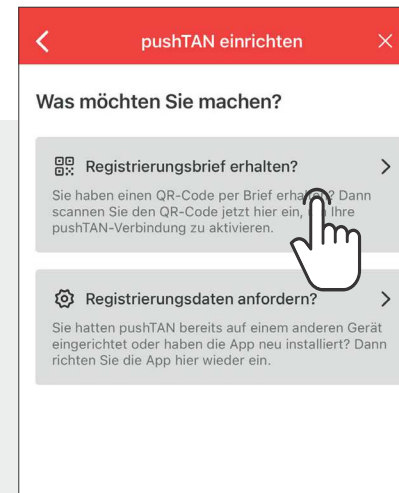 pushTAN einrichten
Was möchten Sie machen?
Registrierungsbrief erhalten?
Sie haben einen QR-Code per Brief erhalten? Dann
scannen Sie den QR-Code jetzt hier ein, Ihre
pushTAN-Verbindung zu aktivieren.
Registrierungsdaten anfordern?
Sie hatten pushTAN bereits auf einem anderen Gerät
eingerichtet oder haben die App neu installiert? Dann
richten Sie die App hier wieder ein.